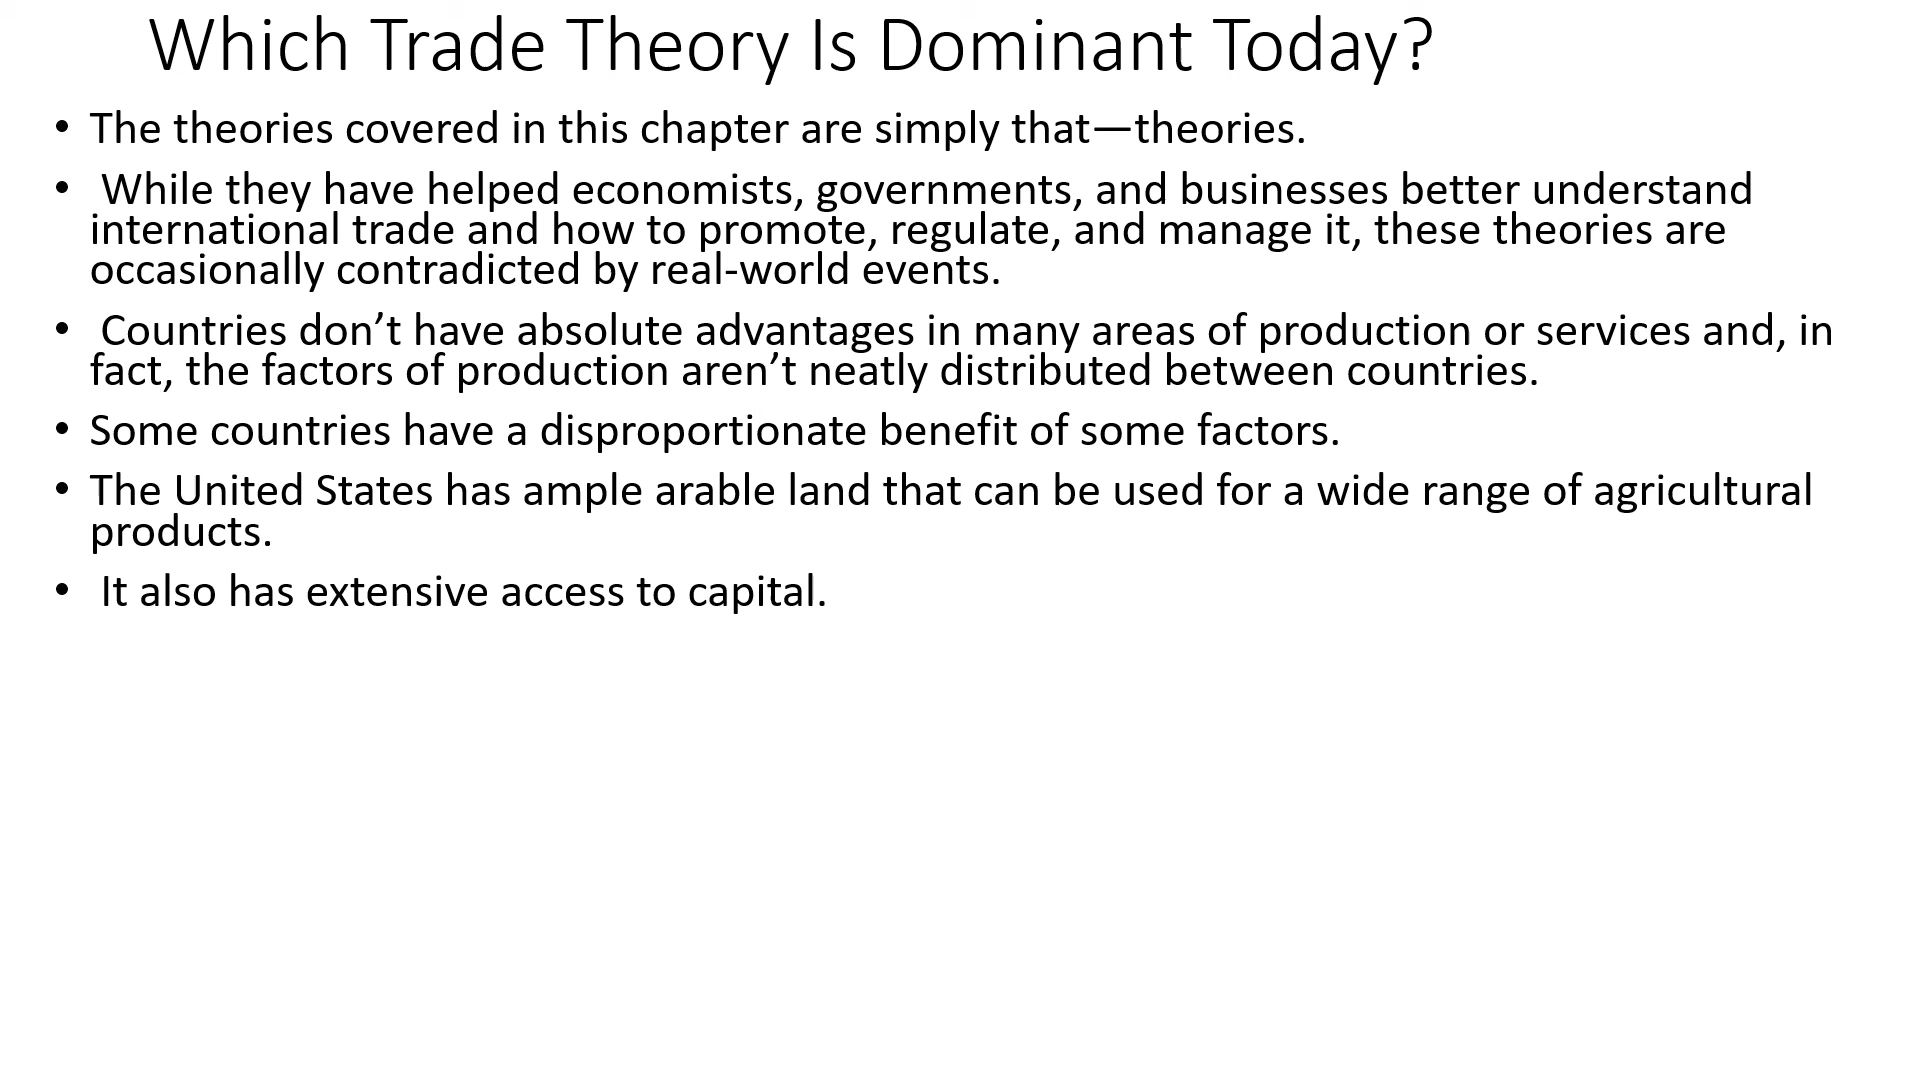 Which Trade Theory Is Dominant Today?
• The theories covered in this chapter are simply that—theories.
• While they have helped economists, governments, and businesses better understand
international trade and how to promote, regulate, and manage it, these theories are
occasionally contradicted by real-world events.
• Countries don’t have absolute advantages in many areas of production or services and, in
fact, the factors of production aren’t neatly distributed between countries.
• Some countries have a disproportionate benefit of some factors.
• The United States has ample arable land that can be used for a wide range of agricultural
products.
• It also has extensive access to capital.